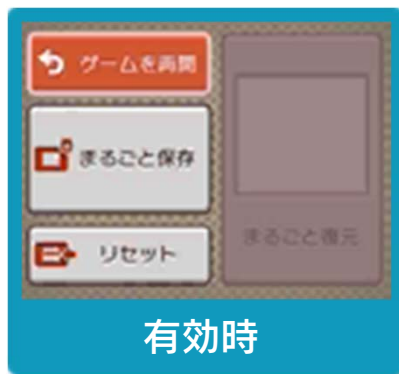 ゲームを再開
まるごと保存
まるごと復元
リセット
有効時